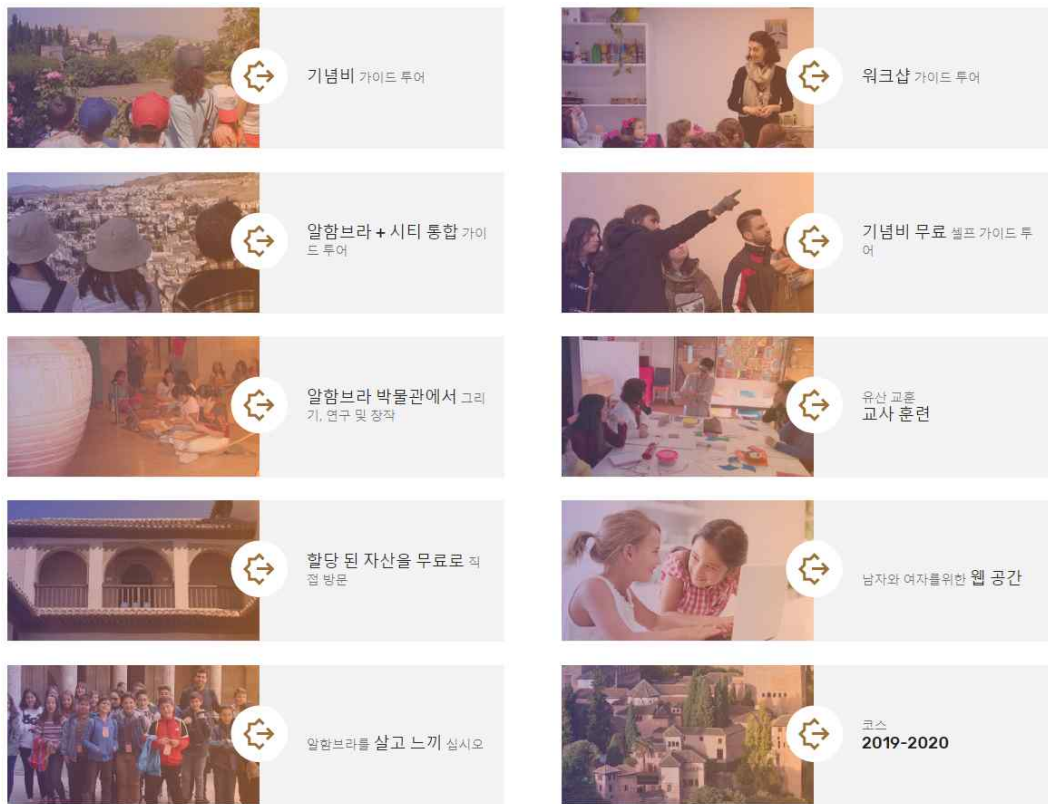 기념비 가이드 투어
워크샵 가이드 투어
알함브라 + 시티 통합 가이
드 투어
기념비 무료 셀프 가이드 투
어
알함브라 박물관에서 그리
기, 연구 및 창작
유산 교훈
교사 훈련
할당 된 자산을 무료로 직
접 방문
남자와 여자를위한 웹 공간
알함브라를 살고 느끼 십시오
코스
2019-2020